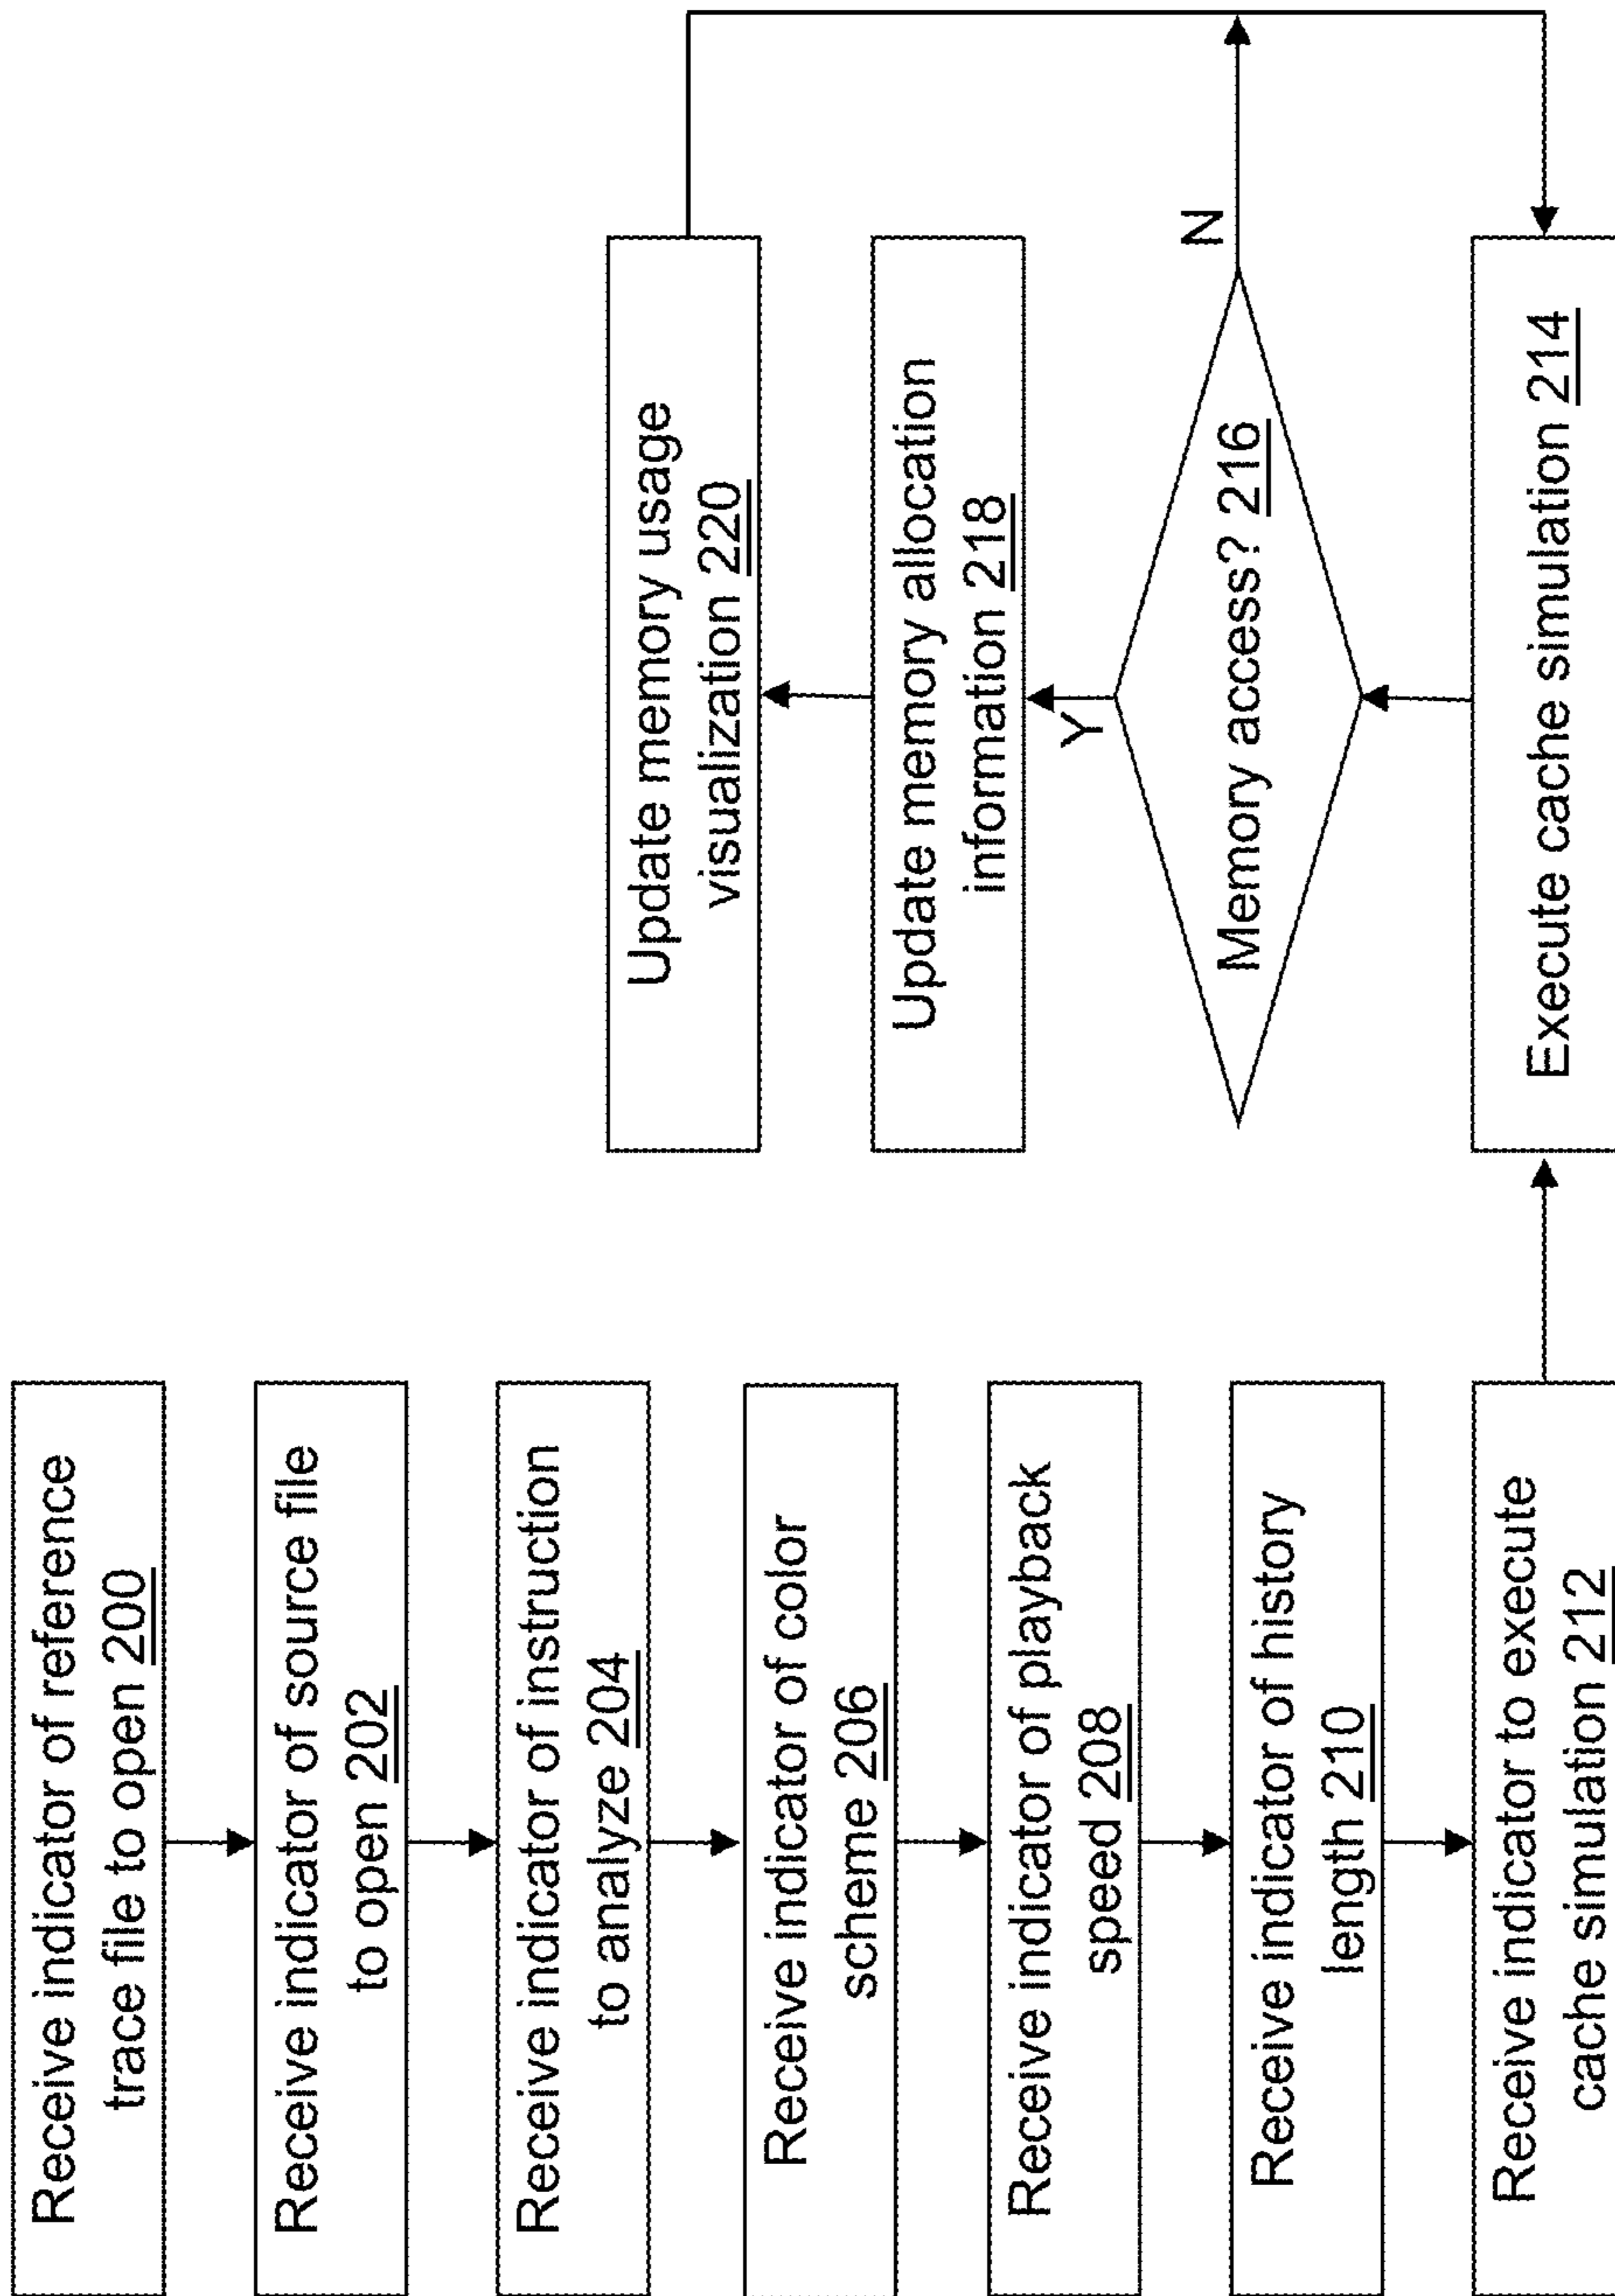 Receive indicator of reference
trace file to open 200
Receive indicator of source file
to open 202
Receive indicator of instruction
to analyze 204
Receive indicator of color
scheme 206
Receive indicator of playback
speed 208
Receive indicator of history
length 210
Receive indicator to execute
cache simulation 212
Execute cache simulation 214
Memory access? 216
N
Y
Update memory allocation
information 218
Update memory usage
visualization 220